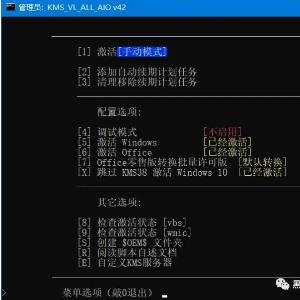 管理员: KMS_VL_ALL_AIO v42
[1] 激活[手动模式]
[2] 添加自动续期计划任务
[3] 清理移除续期计划任务
配置选项:
[4] 调试模式 [不启用]
[5] 激活 Windows [已经激活]
[6] 激活 Office [已经激活]
[7] Office零售版转换批量许可版 [默认转换]
[X] 跳过 KMS38 激活 Windows 10 [已经激活]
其它选项:
[8] 检查激活状态 [vbs]
[9] 检查激活状态 [wmic]
[S] 创建 $OEM$ 文件夹
[R] 阅读脚本自述文档
[E] 自定义KMS服务器
菜单选项（敲0退出）